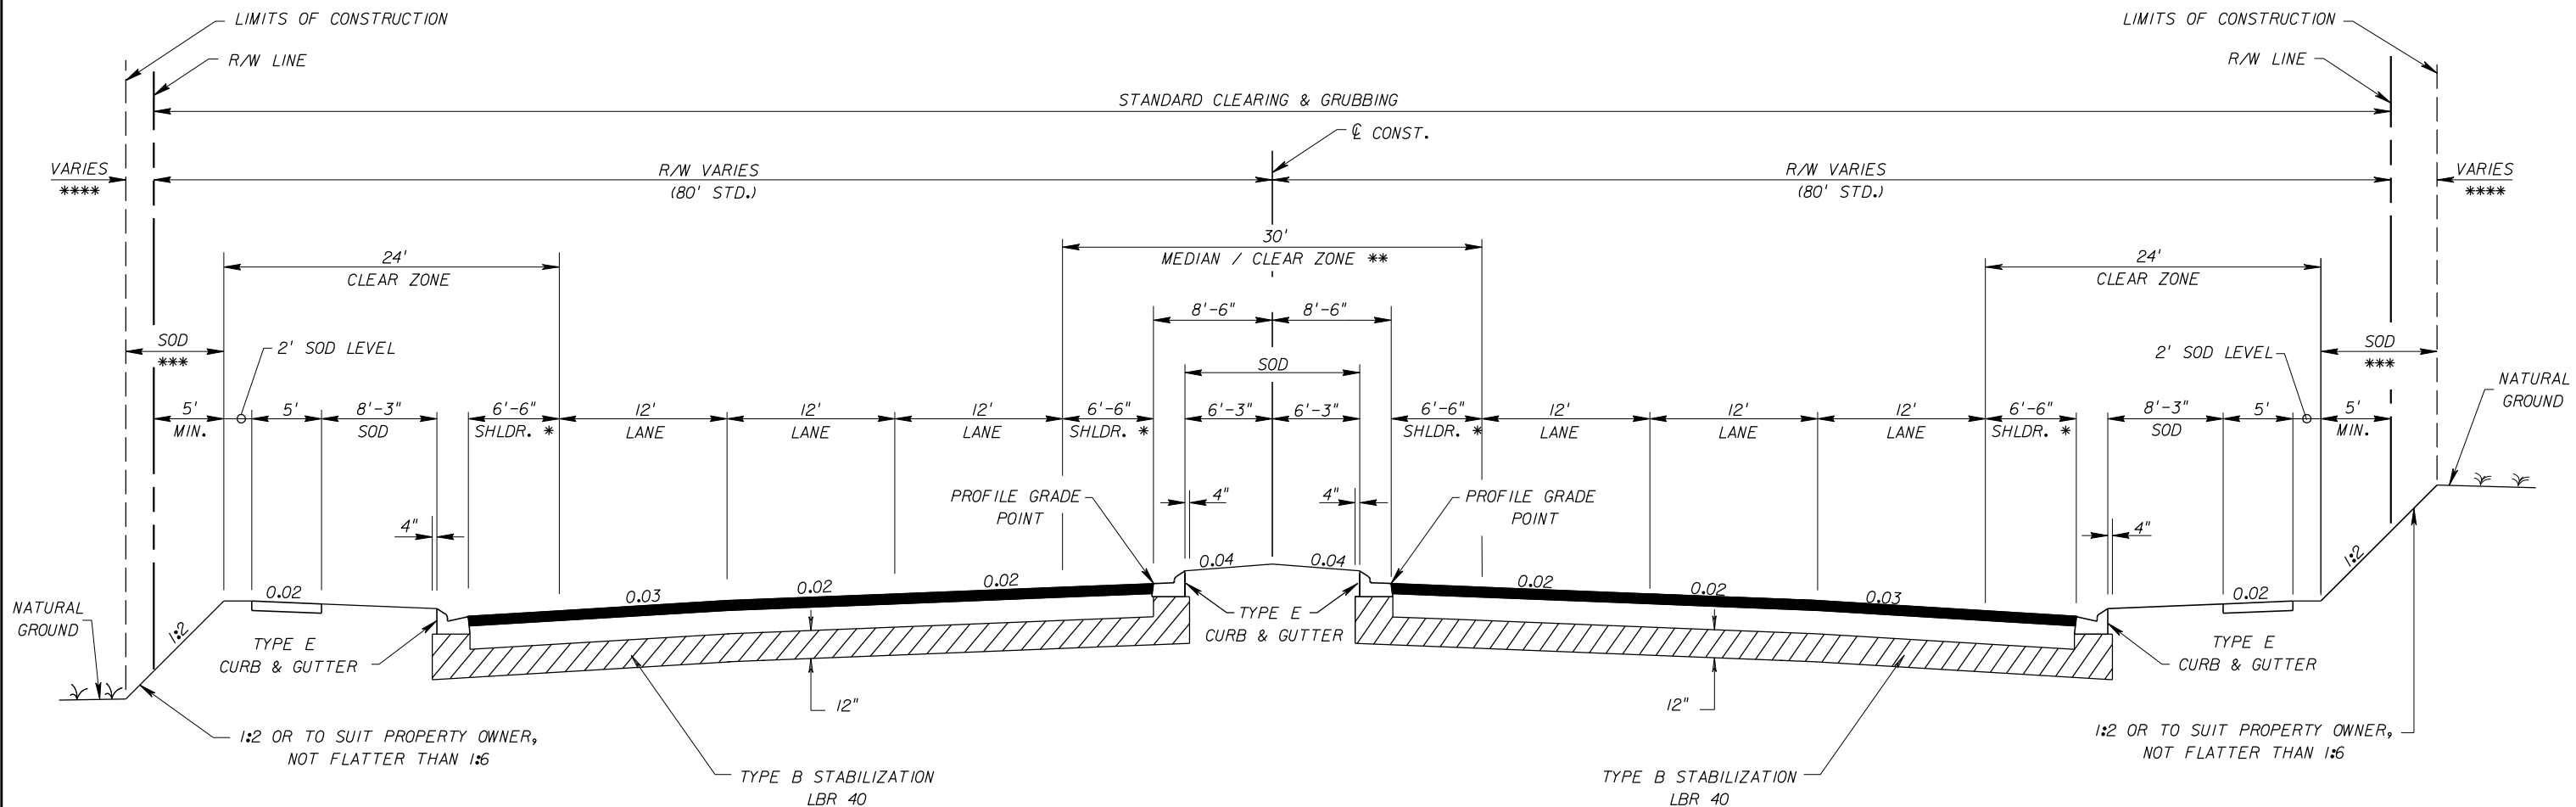 LIMITS OF CONSTRUCTION
LIMITS OF CONSTRUCTION
R/W LINE
R/W LINE
STANDARD CLEARING & GRUBBING
℄ CONST.
VARIES
****
R/W VARIES
(80' STD.)
R/W VARIES
(80' STD.)
VARIES
****
30'
MEDIAN / CLEAR ZONE **
24'
CLEAR ZONE
24'
CLEAR ZONE
8'-6"
8'-6"
SOD
***
2' SOD LEVEL
SOD
2' SOD LEVEL
SOD
***
NATURAL
GROUND
5'
MIN.
5'
8'-3"
SOD
6'-6"
SHLDR. *
12'
LANE
12'
LANE
12'
LANE
6'-6"
SHLDR. *
6'-3"
6'-3"
6'-6"
SHLDR. *
12'
LANE
12'
LANE
12'
LANE
6'-6"
SHLDR. *
8'-3"
SOD
5'
5'
MIN.
PROFILE GRADE
POINT
4"
4"
PROFILE GRADE
POINT
4"
4"
0.02
0.03
0.02
0.02
0.04
0.04
0.02
0.02
0.03
0.02
1:2
1:2
NATURAL
GROUND
TYPE E
CURB & GUTTER
TYPE E
CURB & GUTTER
TYPE E
CURB & GUTTER
12"
12"
1:2 OR TO SUIT PROPERTY OWNER,
NOT FLATTER THAN 1:6
1:2 OR TO SUIT PROPERTY OWNER,
NOT FLATTER THAN 1:6
TYPE B STABILIZATION
LBR 40
TYPE B STABILIZATION
LBR 40